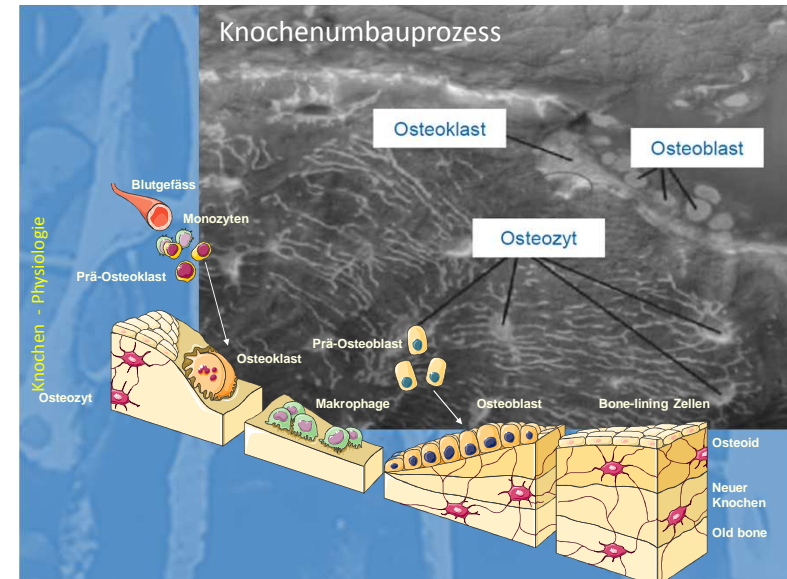 Knochenumbauprozess
Osteoklast
Osteoblast
Osteozyt
Knochen - Physiologie
Blutgefäss
Monozyten
Prä-Osteoklast
Osteoklast
Osteozyt
Makrophage
Prä-Osteoblast
Osteoblast
Bone-lining Zellen
Osteoid
Neuer
Knochen
Old bone